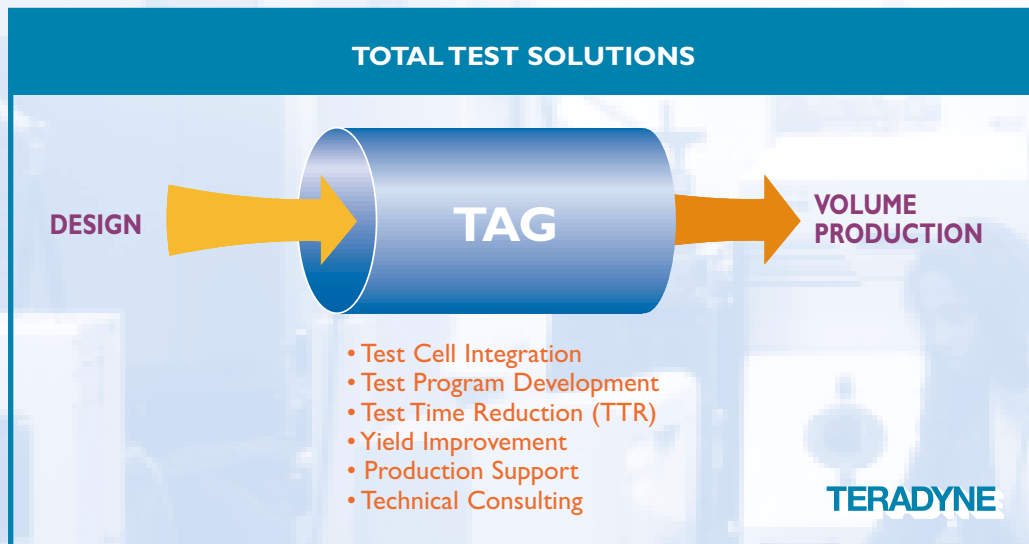 TOTAL TEST SOLUTIONS
DESIGN
TAG
VOLUME
PRODUCTION
• Test Cell Integration
• Test Program Development
• Test Time Reduction (TTR)
• Yield Improvement
• Production Support
• Technical Consulting
TERADYNE